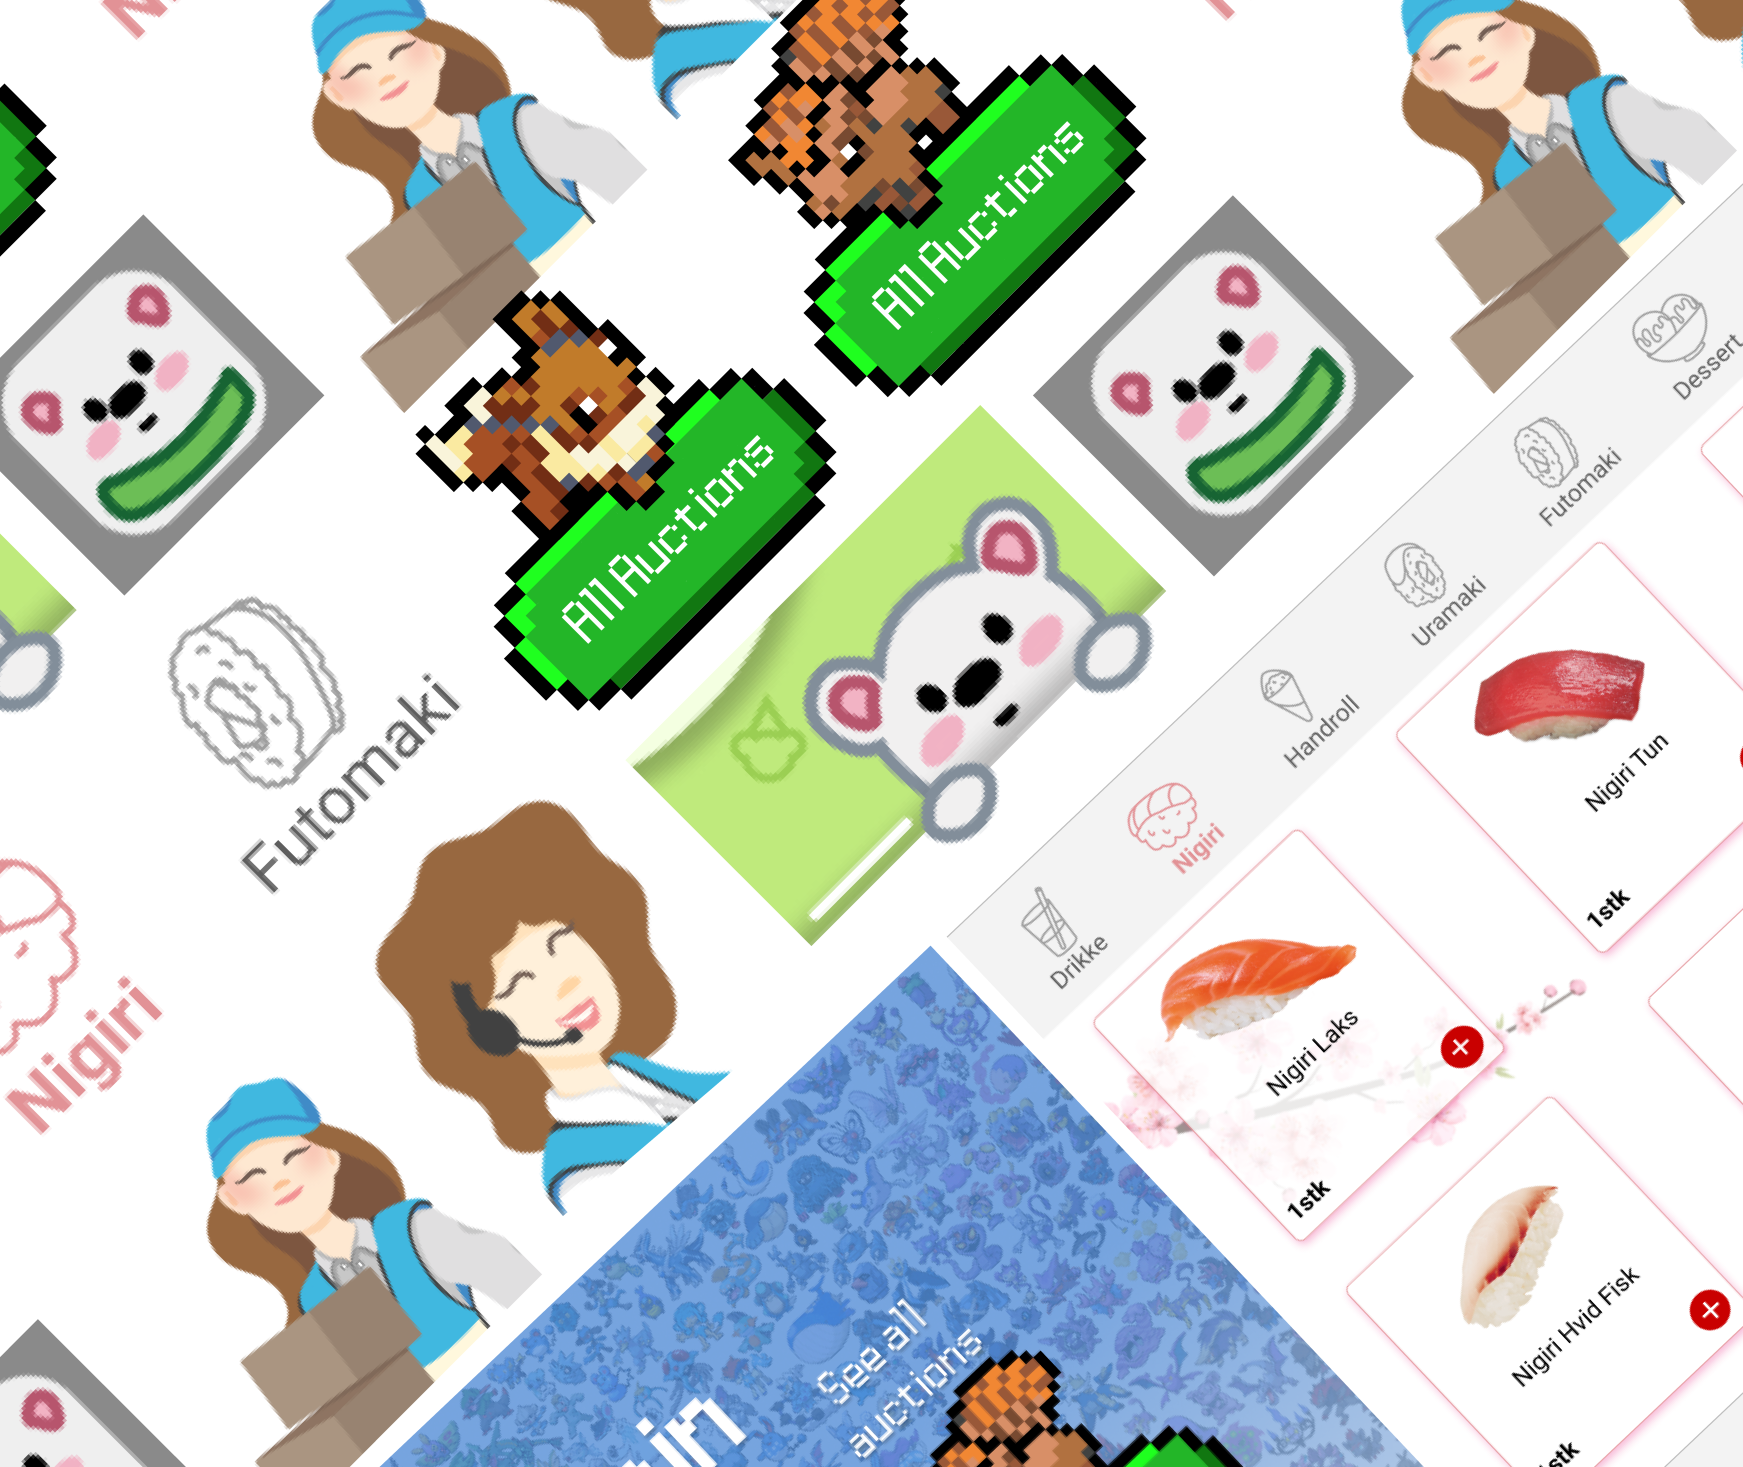 All Auctions
All Auctions
Futomaki
Nigiri
Dessert
Futomaki
Uramaki
Handroll
Nigiri
Drikke
Nigiri Tun
1stk
Nigiri Laks
1stk
Nigiri Hvid Fisk
See all
auctions